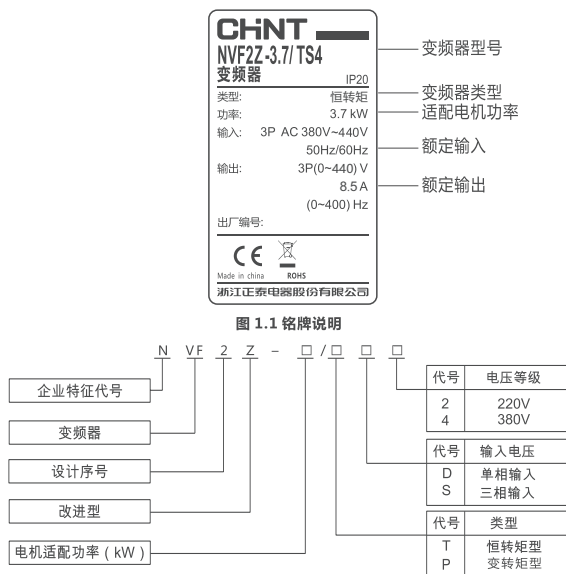 CHNT
NVF2Z-3.7/TS4
变频器
IP20
类型: 恒转矩
功率: 3.7 kW
输入: 3P AC 380V~440V
50Hz/60Hz
输出: 3P(0~440) V
8.5 A
(0~400) Hz
出厂编号:
CE
Made in china ROHS
浙江正泰电器股份有限公司
变频器型号
变频器类型
适配电机功率
额定输入
额定输出
图 1.1 铭牌说明
N VF 2 Z - □ / □ □ □
企业特征代号
变频器
设计序号
改进型
电机适配功率 ( kW )
代号 电压等级
2 220V
4 380V
代号 输入电压
D 单相输入
S 三相输入
代号 类型
T 恒转矩型
P 变转矩型